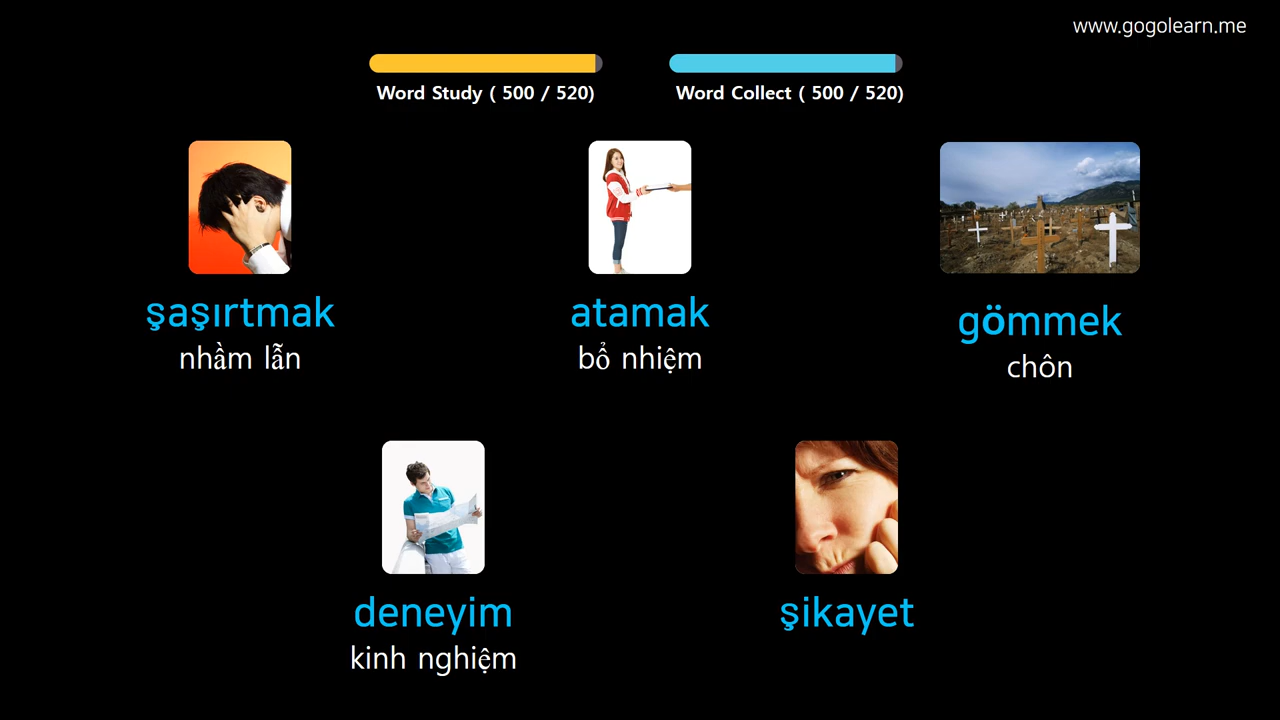 www.gogolearn.me
Word Study ( 500 / 520)
Word Collect ( 500 / 520)
şaşırtmak
nhầm lẫn
atamak
bổ nhiệm
gömmek
chôn
deneyim
kinh nghiệm
şikayet